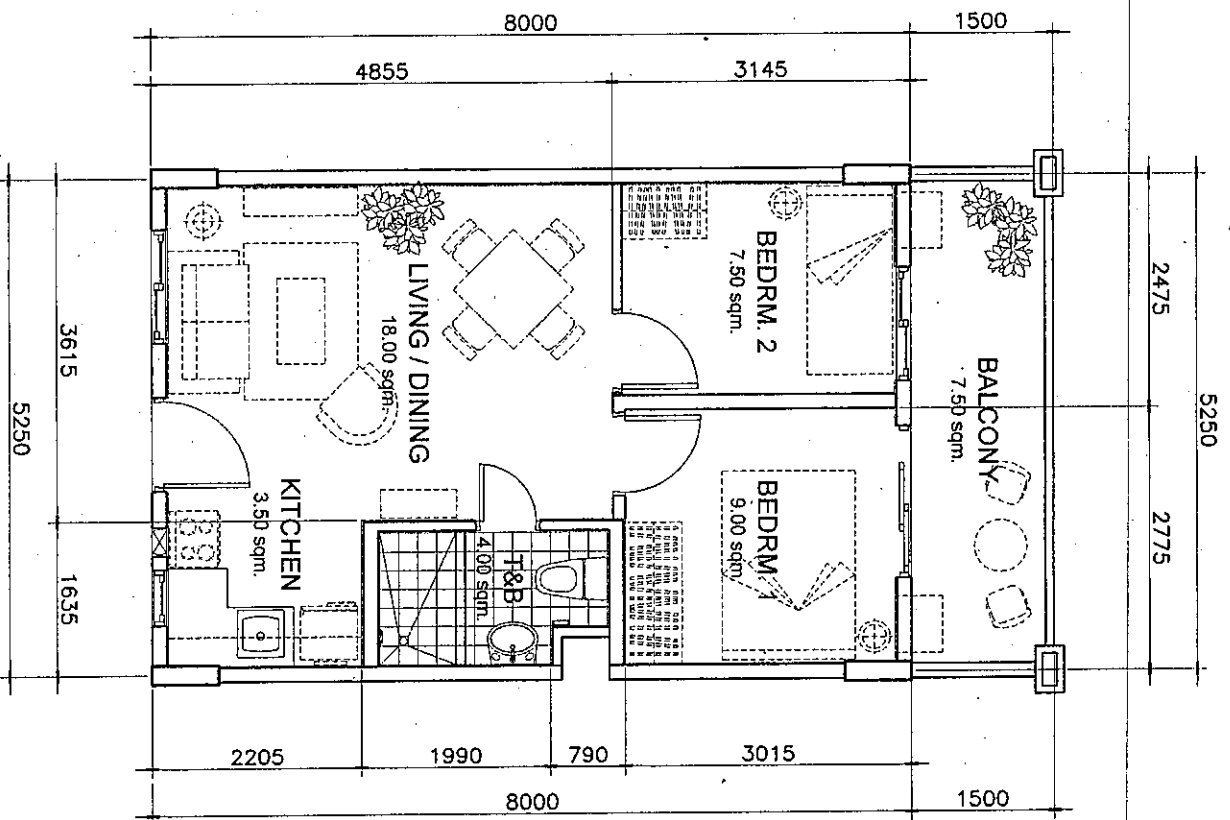 8000
1500
4855
3145
LIVING / DINING
18.00 sqm.
BEDRM. 2
7.50 sqm.
BALCONY
7.50 sqm.
KITCHEN
3.50 sqm.
T&B
4.00 sqm.
BEDRM
9.00 sqm.
5250
3615
1635
2475
2775
5250
2205
1990
790
3015
8000
1500